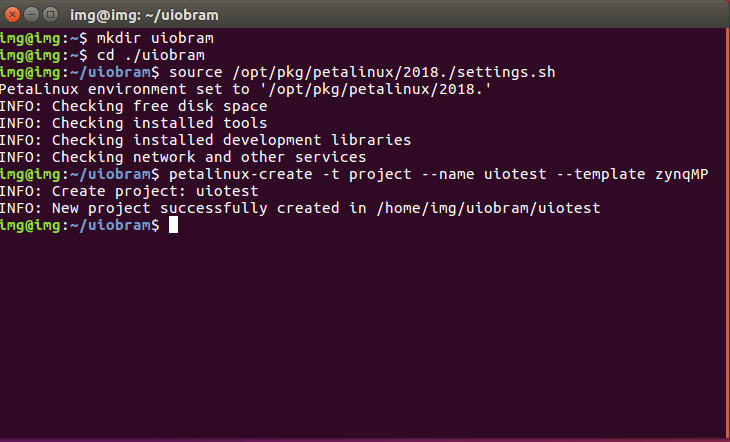 img@img: ~/uiobram
img@img:~$ mkdir uiobram
img@img:~$ cd ./uiobram
img@img:~/uiobram$ source /opt/pkg/petalinux/2018./settings.sh
PetaLinux environment set to '/opt/pkg/petalinux/2018.'
INFO: Checking free disk space
INFO: Checking installed tools
INFO: Checking installed development libraries
INFO: Checking network and other services
img@img:~/uiobram$ petalinux-create -t project --name uiotest --template zynqMP
INFO: Create project: uiotest
INFO: New project successfully created in /home/img/uiobram/uiotest
img@img:~/uiobram$